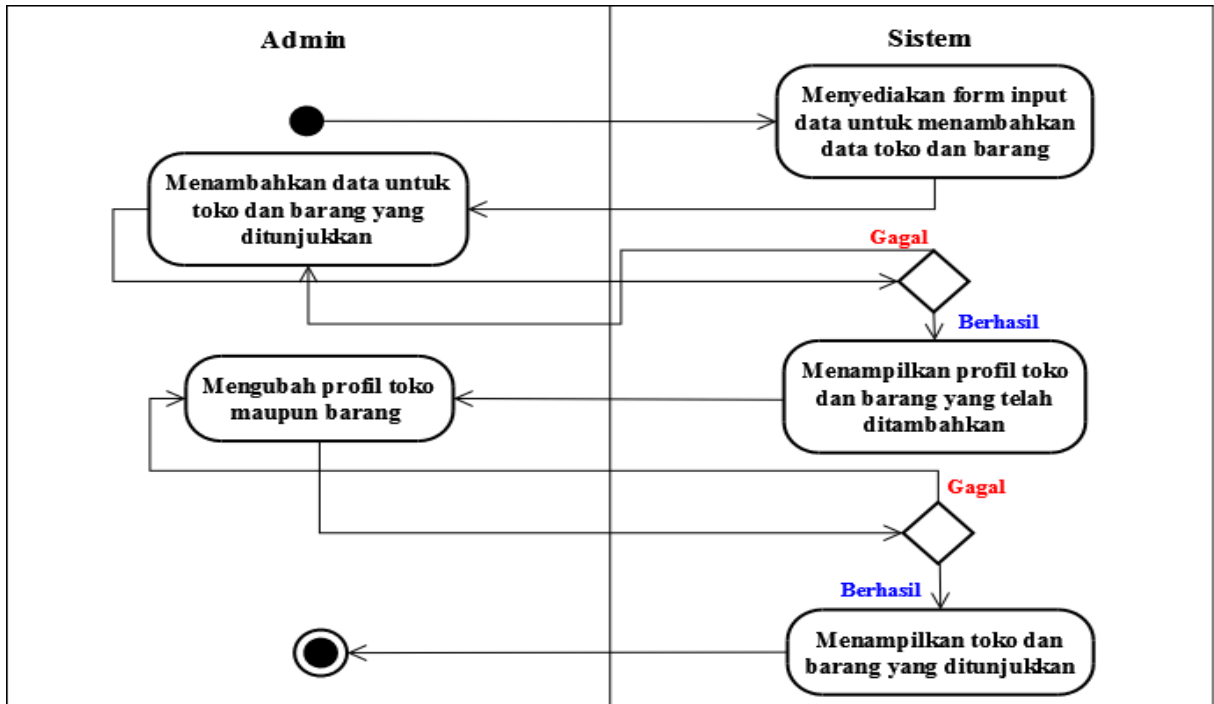 Admin
Sistem
Menyediakan form input
data untuk menambahkan
data toko dan barang
Menambahkan data untuk
toko dan barang yang
ditunjukkan
Gagal
Berhasil
Menampilkan profil toko
dan barang yang telah
ditambahkan
Mengubah profil toko
maupun barang
Gagal
Berhasil
Menampilkan toko dan
barang yang ditunjukkan